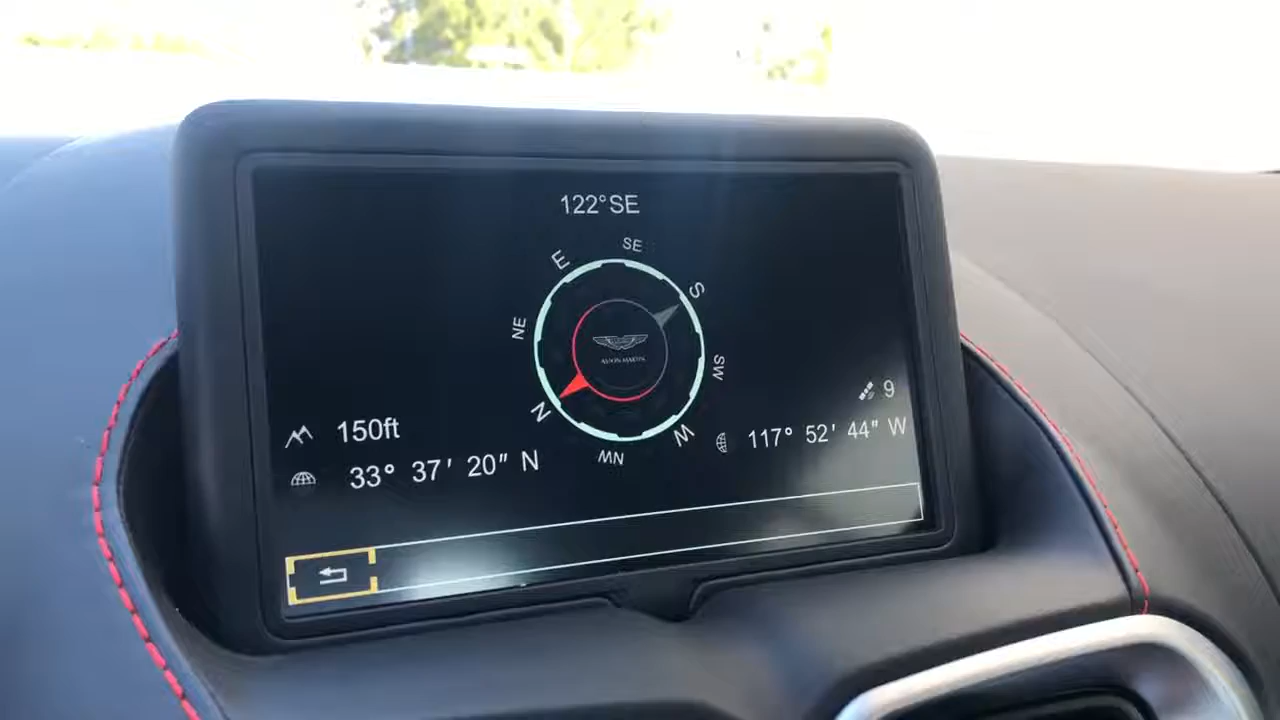 122°SE
SE
E
S
NE
ASTON MARTIN
SW
9
N
W
150ft
117° 52' 44" W
NW
33° 37' 20" N